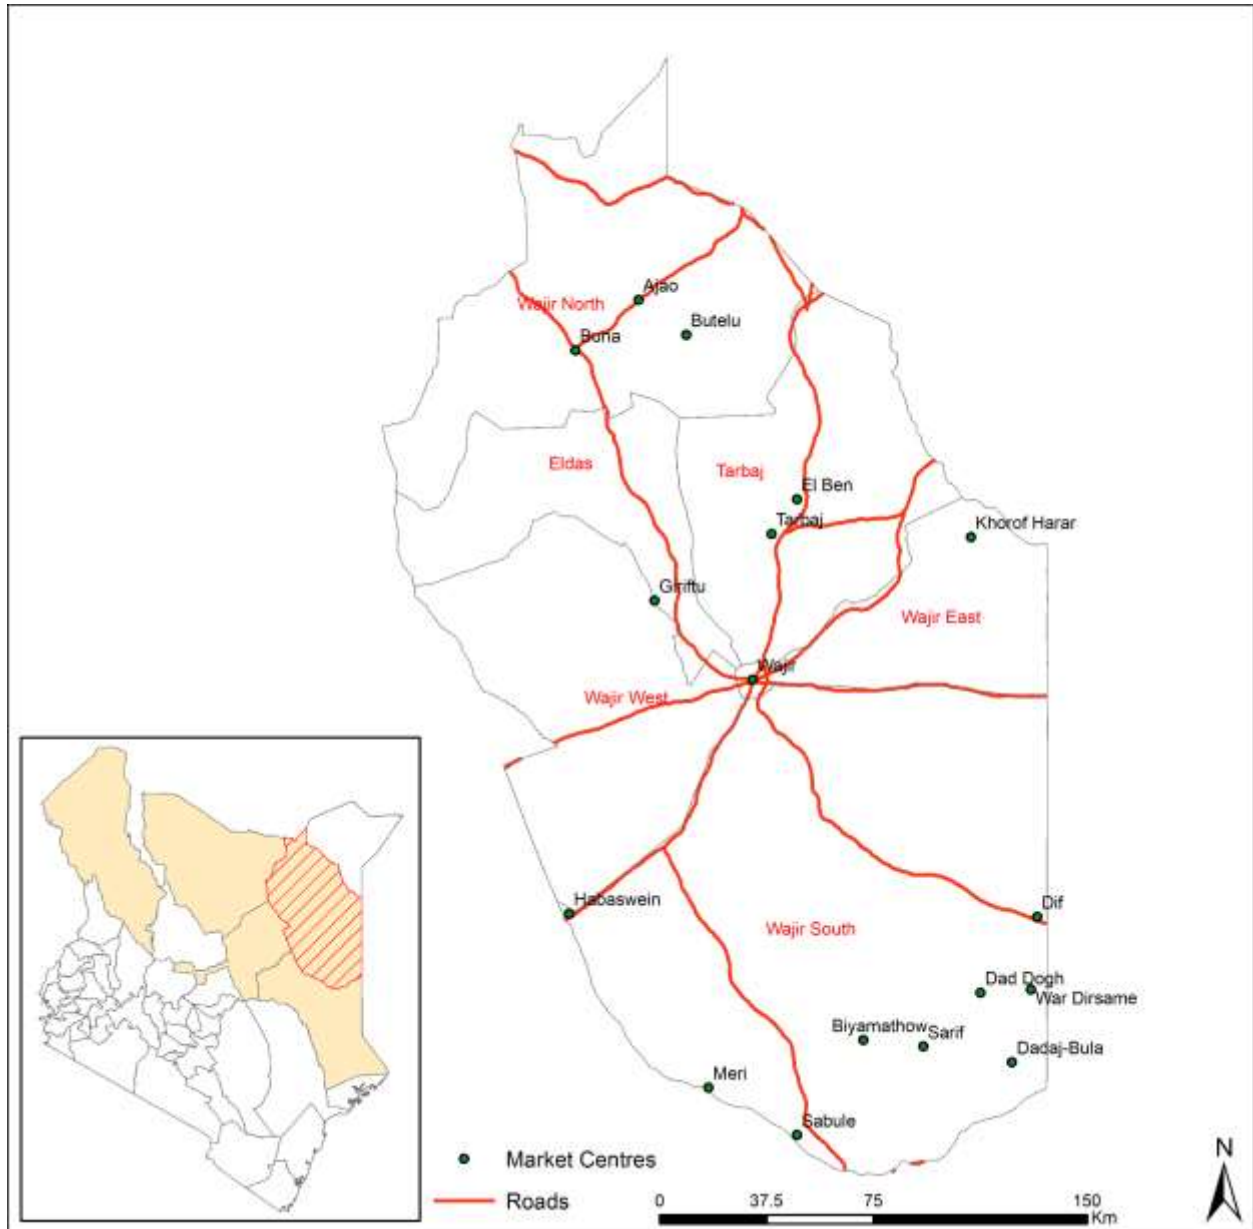 Ajao
Wajir North
Butelu
Buna
Eldas
Tarbaj
El Ben
Tarbaj
Khorof Harar
Griftu
Wajir East
Wajir
Wajir West
Habaswein
Dif
Wajir South
Dad Dogh
War Dirsame
Biyamathow
Sarif
Dadaj-Bula
Meri
Sabule
N
Market Centres
Roads
0 37.5 75 150
Km